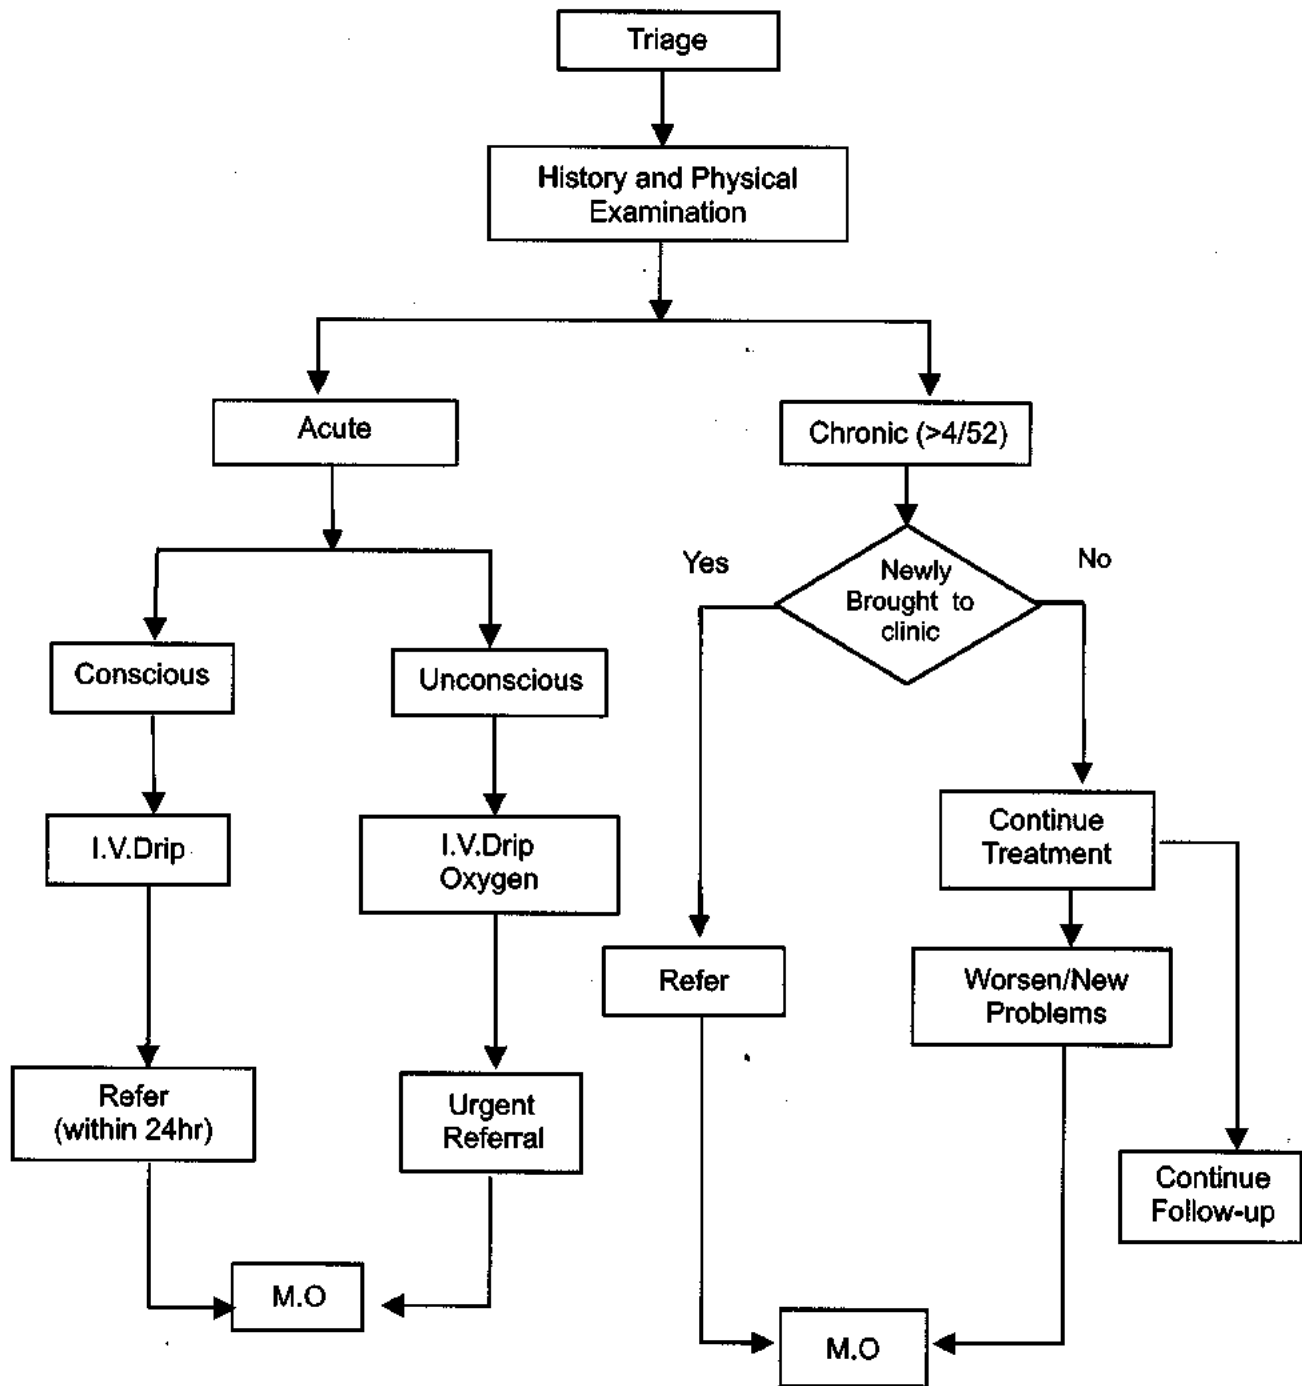 Triage
History and Physical
Examination
Acute
Chronic (>4/52)
Yes
Newly
Brought to
clinic
No
Conscious
Unconscious
I.V.Drip
I.V.Drip
Oxygen
Continue
Treatment
Refer
Worsen/New
Problems
Refer
(within 24hr)
Urgent
Referral
Continue
Follow-up
M.O
M.O